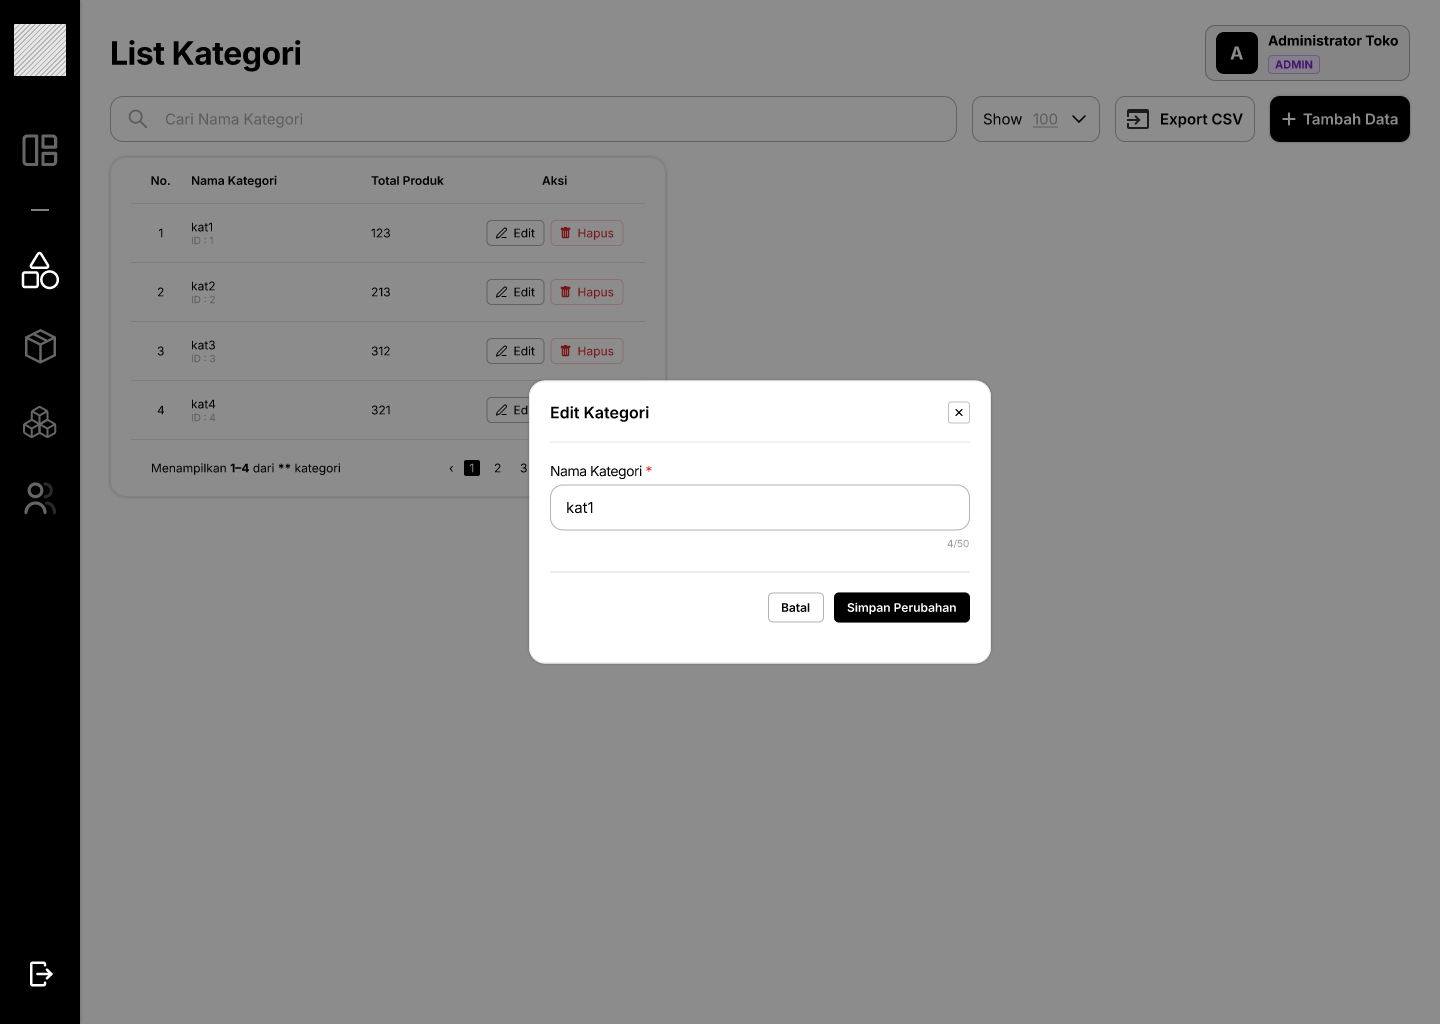 List Kategori
A
Administrator Toko
ADMIN
Cari Nama Kategori
Show 100
Export CSV
+ Tambah Data
No. Nama Kategori Total Produk Aksi
1 kat1 123 Edit Hapus
ID : 1
2 kat2 213 Edit Hapus
ID : 2
3 kat3 312 Edit Hapus
ID : 3
4 kat4 321
ID : 4
Menampilkan 1–4 dari ** kategori ‹ 1 2 3
Edit Kategori
Nama Kategori *
kat1
4/50
Batal Simpan Perubahan